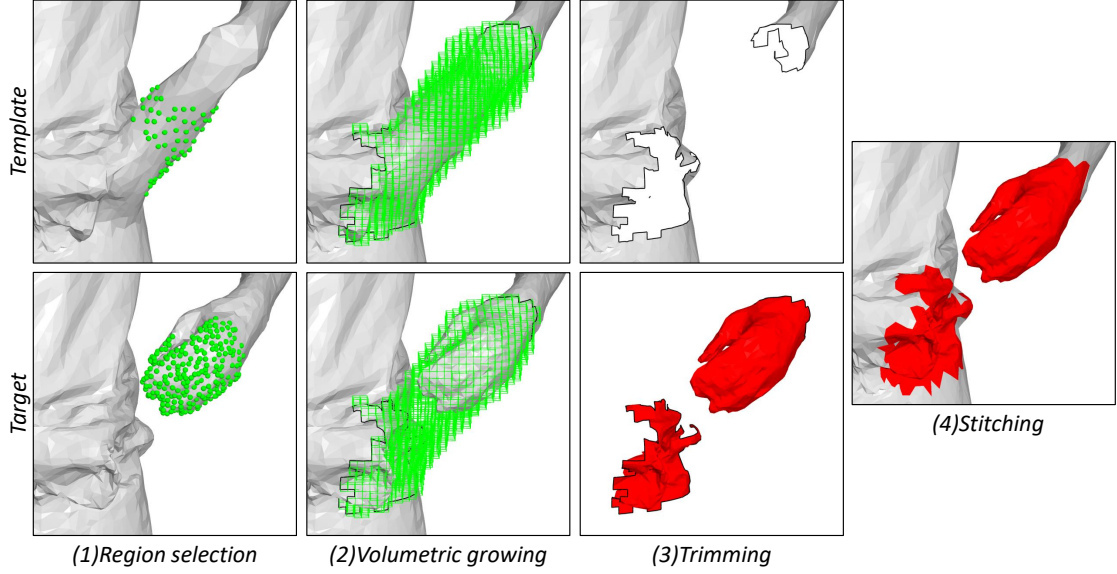 Template
Target
(1)Region selection
(2)Volumetric growing
(3)Trimming
(4)Stitching